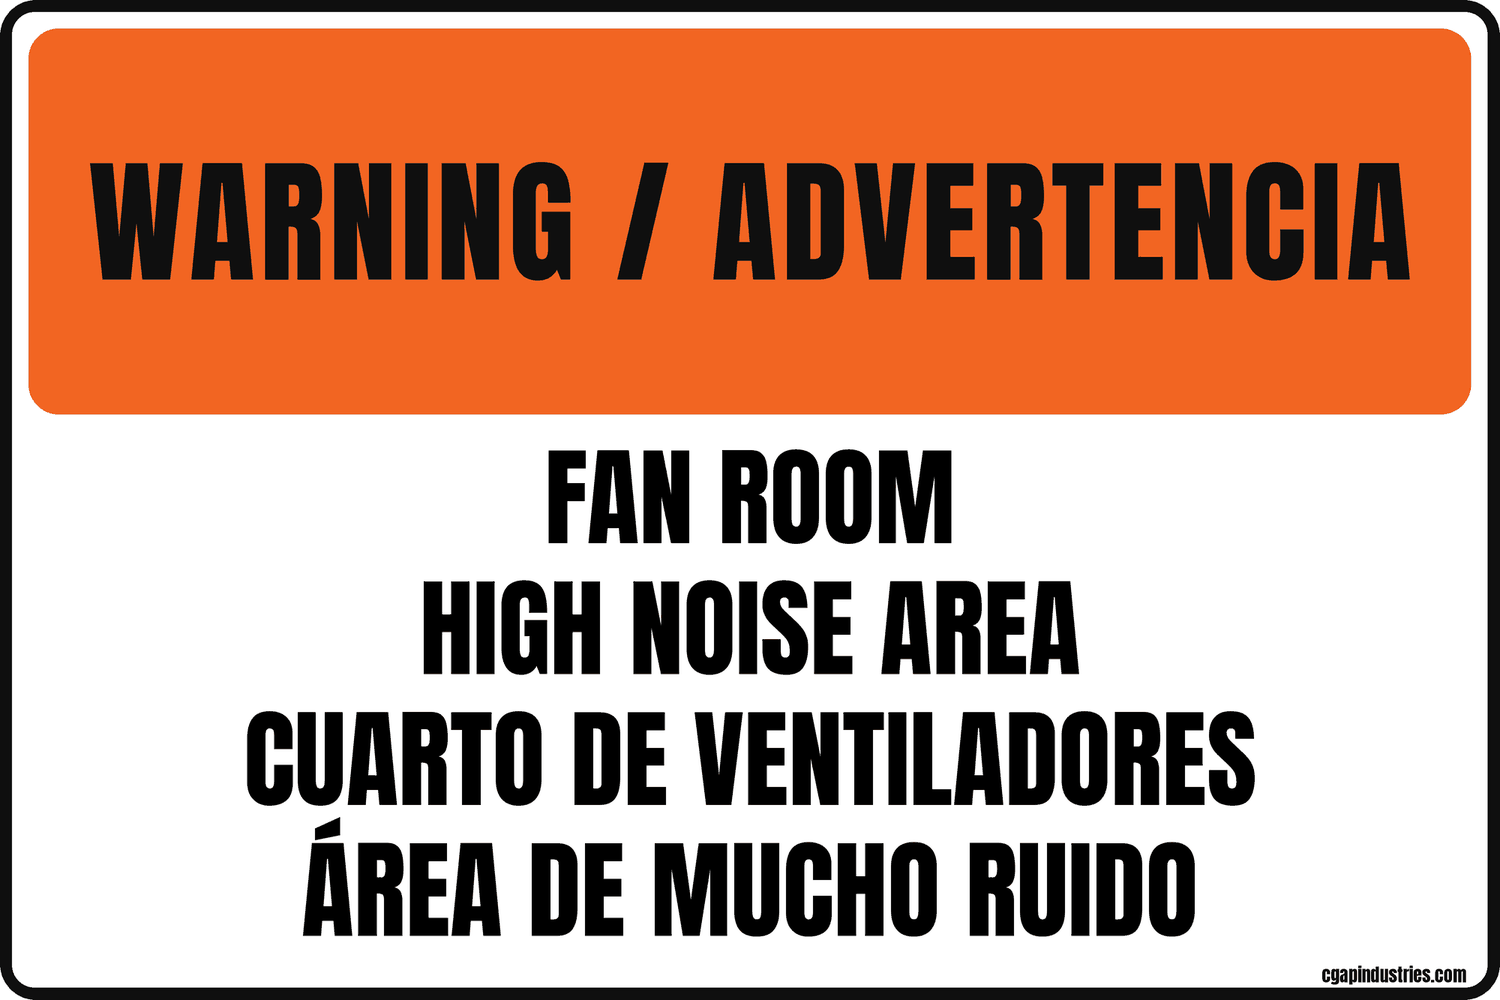 WARNING / ADVERTENCIA
FAN ROOM
HIGH NOISE AREA
CUARTO DE VENTILADORES
ÁREA DE MUCHO RUIDO
cgapindustries.com